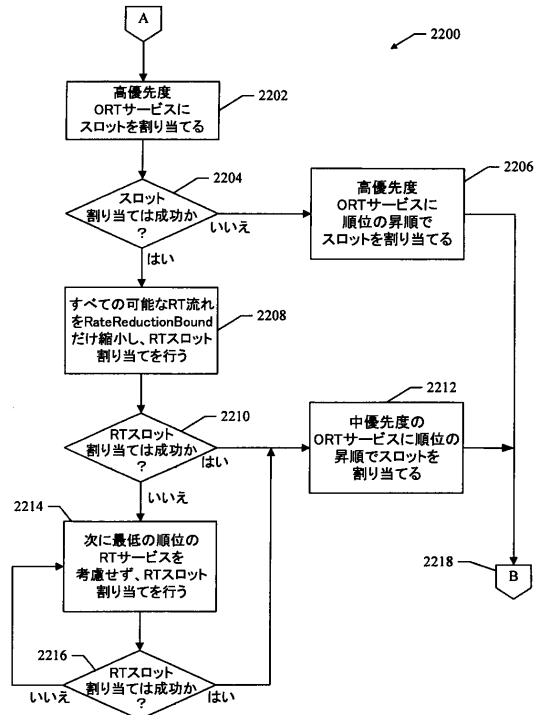 A
2200
高優先度
ORTサービスに
スロットを割り当てる
2202
スロット
割り当ては成功か
?
2204
いいえ
はい
高優先度
ORTサービスに
順位の昇順で
スロットを割り当てる
2206
すべての可能なRT流れ
をRateReductionBound
だけ縮小し、RTスロット
割り当てを行う
2208
RTスロット
割り当ては成功か
?
2210
はい
いいえ
中優先度の
ORTサービスに順位の
昇順でスロットを
割り当てる
2212
2214
次に最低の順位の
RTサービスを
考慮せず、RTスロット
割り当てを行う
2218
B
2216
RTスロット
割り当ては成功か
?
いいえ
はい